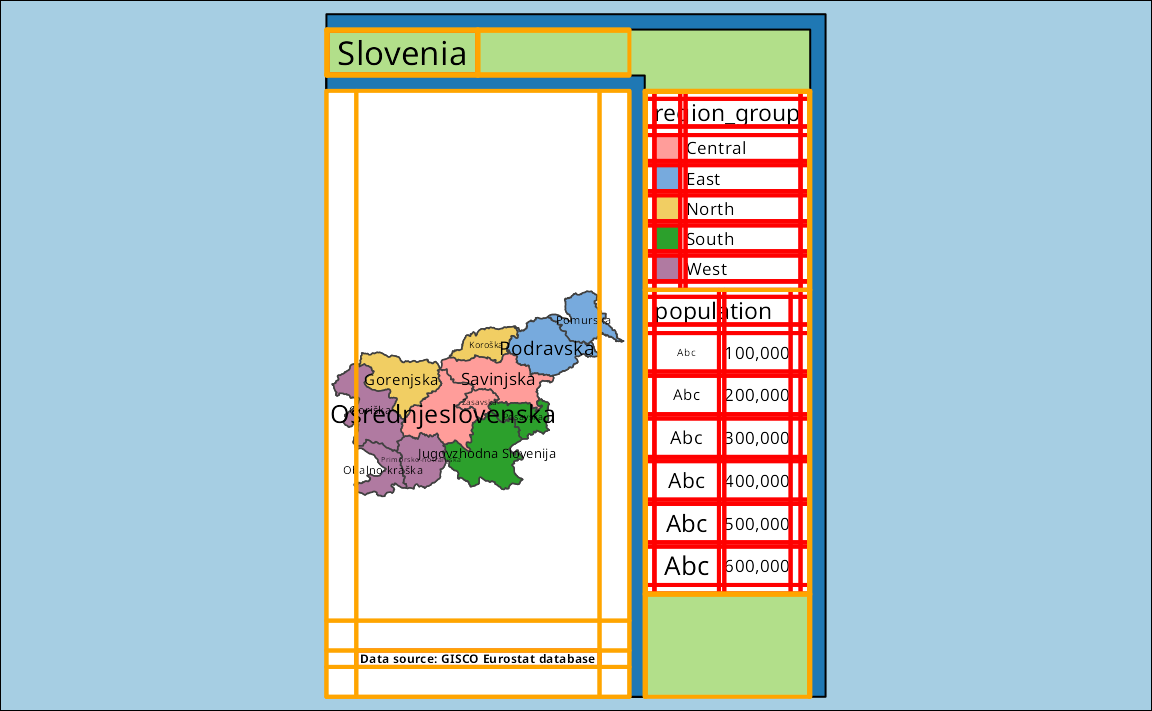 Slovenia
region_group
Central
East
North
South
West
population
Abc 100,000
Abc 200,000
Abc 300,000
Abc 400,000
Abc 500,000
Abc 600,000
Pomurska
Koroška
Podravska
Gorenjska
Savinjska
Zasavska
Goriška
Osrednjeslovenska
Jugovzhodna Slovenija
Primorsko-notranjska
Obalno-kraška
Data source: GISCO Eurostat database